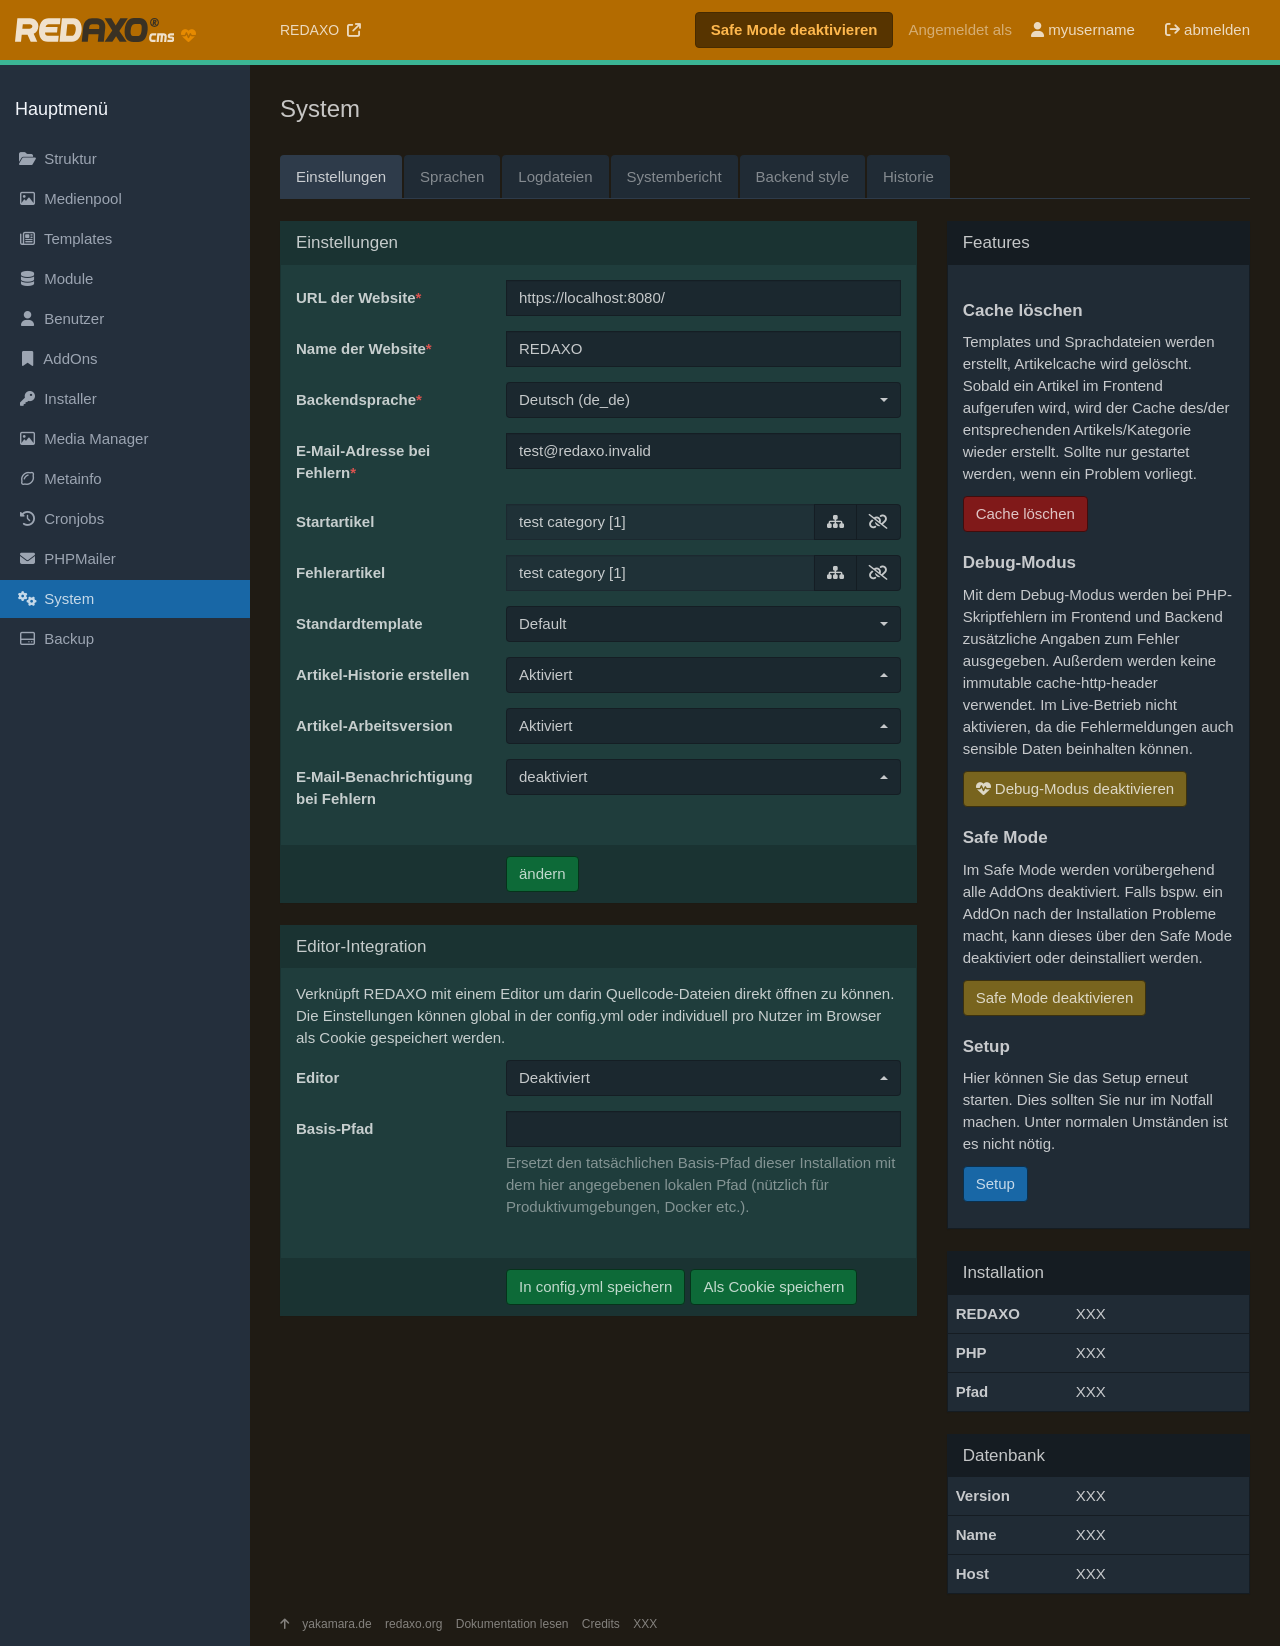 REDAXO® cms
REDAXO
Safe Mode deaktivieren
Angemeldet als
myusername
abmelden
Hauptmenü
Struktur
Medienpool
Templates
Module
Benutzer
AddOns
Installer
Media Manager
Metainfo
Cronjobs
PHPMailer
System
Backup
System
Einstellungen
Sprachen
Logdateien
Systembericht
Backend style
Historie
Einstellungen
URL der Website*
https://localhost:8080/
Name der Website*
REDAXO
Backendsprache*
Deutsch (de_de)
E-Mail-Adresse bei
Fehlern*
test@redaxo.invalid
Startartikel
test category [1]
Fehlerartikel
test category [1]
Standardtemplate
Default
Artikel-Historie erstellen
Aktiviert
Artikel-Arbeitsversion
Aktiviert
E-Mail-Benachrichtigung
bei Fehlern
deaktiviert
ändern
Editor-Integration
Verknüpft REDAXO mit einem Editor um darin Quellcode-Dateien direkt öffnen zu können.
Die Einstellungen können global in der config.yml oder individuell pro Nutzer im Browser
als Cookie gespeichert werden.
Editor
Deaktiviert
Basis-Pfad
Ersetzt den tatsächlichen Basis-Pfad dieser Installation mit
dem hier angegebenen lokalen Pfad (nützlich für
Produktivumgebungen, Docker etc.).
In config.yml speichern
Als Cookie speichern
Features
Cache löschen
Templates und Sprachdateien werden
erstellt, Artikelcache wird gelöscht.
Sobald ein Artikel im Frontend
aufgerufen wird, wird der Cache des/der
entsprechenden Artikels/Kategorie
wieder erstellt. Sollte nur gestartet
werden, wenn ein Problem vorliegt.
Cache löschen
Debug-Modus
Mit dem Debug-Modus werden bei PHP-
Skriptfehlern im Frontend und Backend
zusätzliche Angaben zum Fehler
ausgegeben. Außerdem werden keine
immutable cache-http-header
verwendet. Im Live-Betrieb nicht
aktivieren, da die Fehlermeldungen auch
sensible Daten beinhalten können.
Debug-Modus deaktivieren
Safe Mode
Im Safe Mode werden vorübergehend
alle AddOns deaktiviert. Falls bspw. ein
AddOn nach der Installation Probleme
macht, kann dieses über den Safe Mode
deaktiviert oder deinstalliert werden.
Safe Mode deaktivieren
Setup
Hier können Sie das Setup erneut
starten. Dies sollten Sie nur im Notfall
machen. Unter normalen Umständen ist
es nicht nötig.
Setup
Installation
REDAXO XXX
PHP XXX
Pfad XXX
Datenbank
Version XXX
Name XXX
Host XXX
yakamara.de redaxo.org Dokumentation lesen Credits XXX